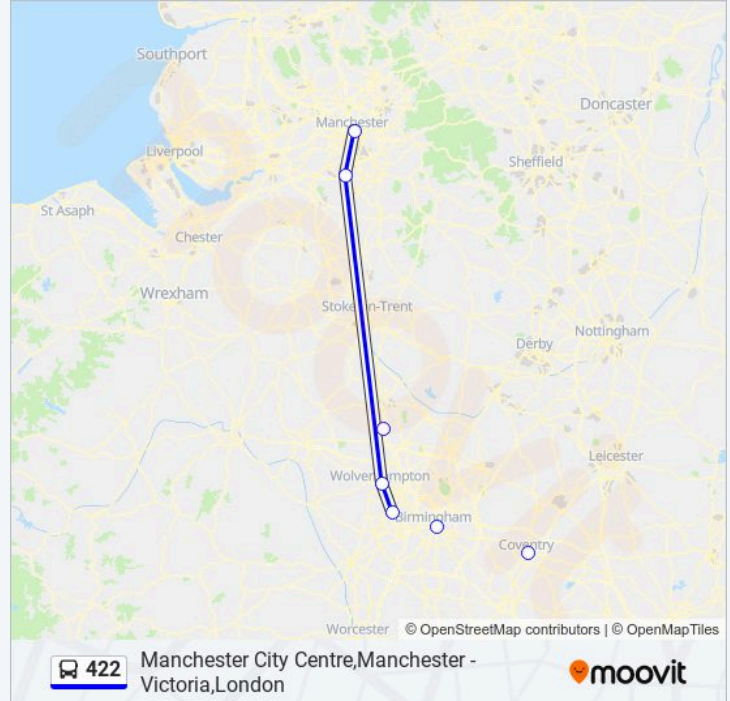 Southport
Manchester
Doncaster
Liverpool
Sheffield
St Asaph
Chester
Wrexham
Stoke-on-Trent
Nottingham
Derby
Leicester
Wolverhampton
Birmingham
Coventry
Worcester
© OpenStreetMap contributors | © OpenMapTiles
422
Manchester City Centre,Manchester -
Victoria,London
moovit